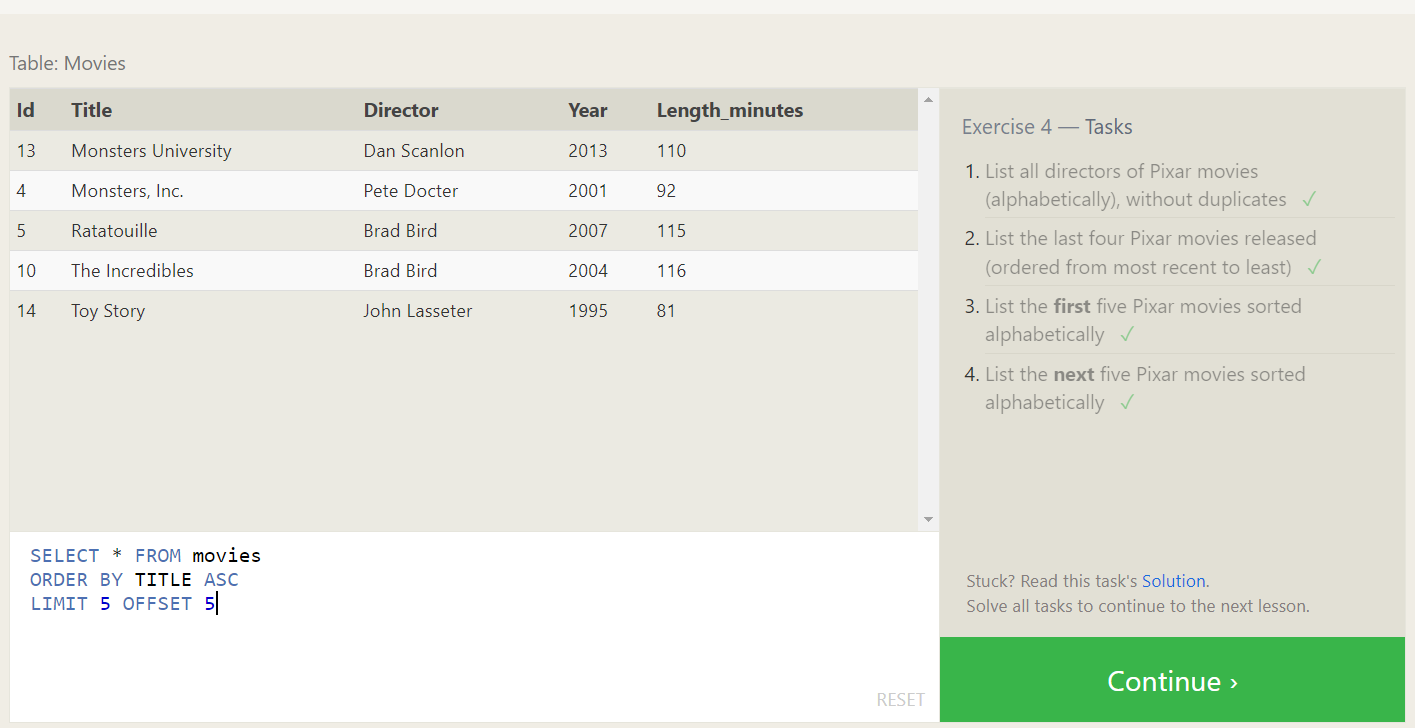 Table: Movies
Id Title Director Year Length_minutes
13 Monsters University Dan Scanlon 2013 110
4 Monsters, Inc. Pete Docter 2001 92
5 Ratatouille Brad Bird 2007 115
10 The Incredibles Brad Bird 2004 116
14 Toy Story John Lasseter 1995 81
SELECT * FROM movies
ORDER BY TITLE ASC
LIMIT 5 OFFSET 5
RESET
Exercise 4 — Tasks
1. List all directors of Pixar movies
(alphabetically), without duplicates ✓
2. List the last four Pixar movies released
(ordered from most recent to least) ✓
3. List the first five Pixar movies sorted
alphabetically ✓
4. List the next five Pixar movies sorted
alphabetically ✓
Stuck? Read this task's Solution.
Solve all tasks to continue to the next lesson.
Continue ›